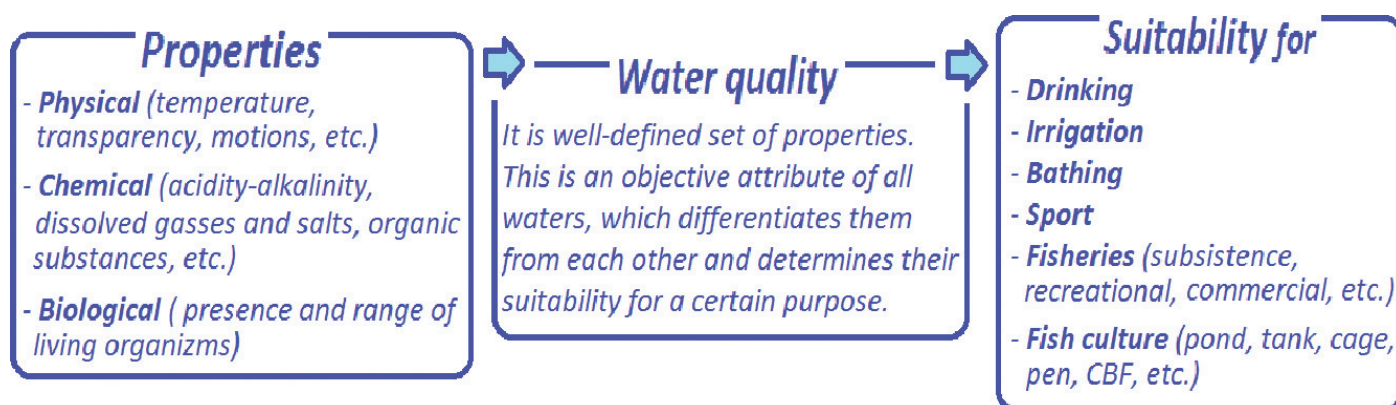 Properties
- Physical (temperature,
transparency, motions, etc.)
- Chemical (acidity-alkalinity,
dissolved gasses and salts, organic
substances, etc.)
- Biological ( presence and range of
living organizms)
Water quality
It is well-defined set of properties.
This is an objective attribute of all
waters, which differentiates them
from each other and determines their
suitability for a certain purpose.
Suitability for
- Drinking
- Irrigation
- Bathing
- Sport
- Fisheries (subsistence,
recreational, commercial, etc.)
- Fish culture (pond, tank, cage,
pen, CBF, etc.)